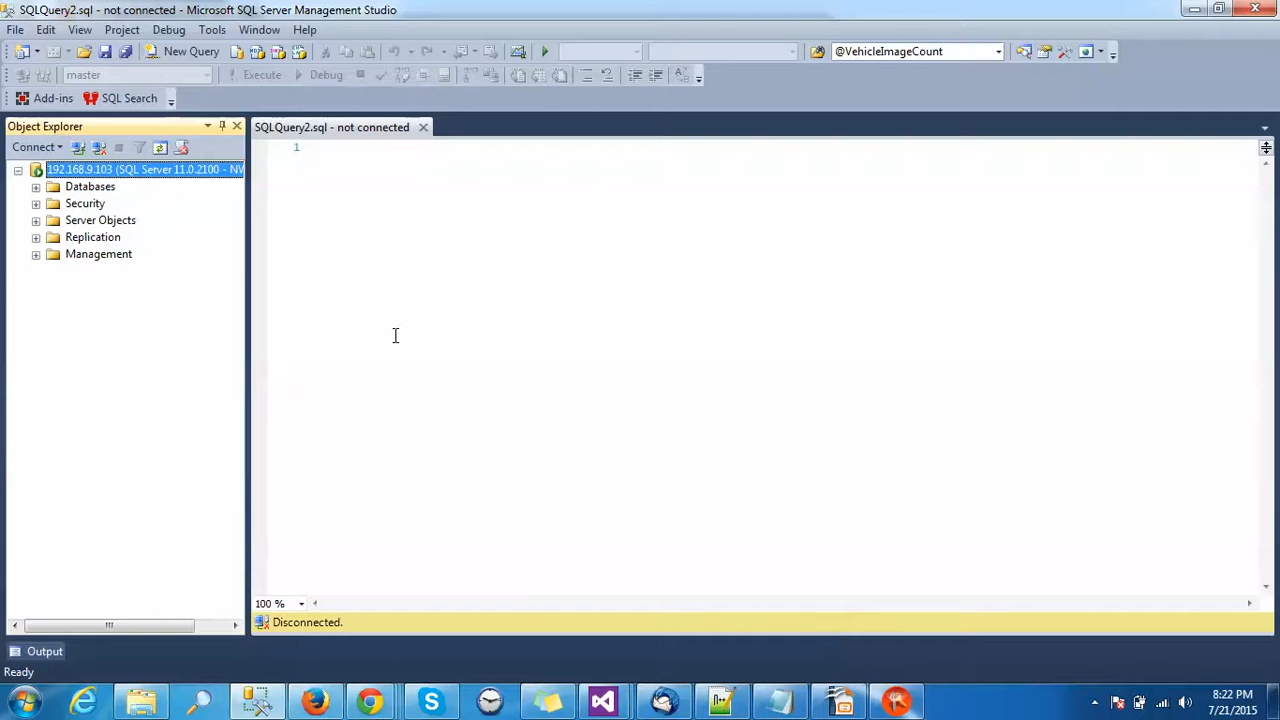 SQLQuery2.sql - not connected - Microsoft SQL Server Management Studio
File Edit View Project Debug Tools Window Help
New Query @VehicleImageCount
master Execute Debug
Add-ins SQL Search
Object Explorer
SQLQuery2.sql - not connected
Connect
1
192.168.9.103 (SQL Server 11.0.2100 - NV
Databases
Security
Server Objects
Replication
Management
100 %
Disconnected.
Output
Ready
8:22 PM
7/21/2015